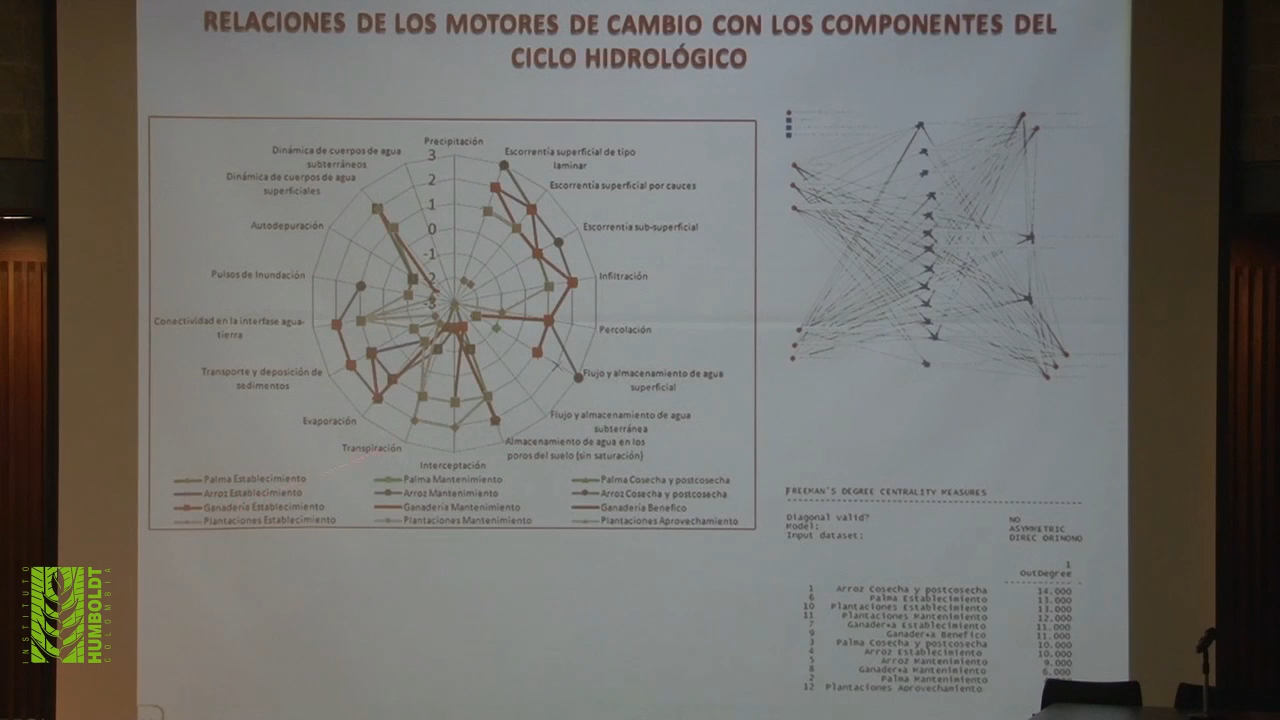 RELACIONES DE LOS MOTORES DE CAMBIO CON LOS COMPONENTES DEL
CICLO HIDROLÓGICO
Precipitación
Escorrentía superficial de tipo
laminar
Escorrentía superficial por cauces
Escorrentía sub-superficial
Infiltración
Percolación
Flujo y almacenamiento de agua
superficial
Flujo y almacenamiento de agua
subterránea
Almacenamiento de agua en los
poros del suelo (sin saturación)
Interceptación
Transpiración
Evaporación
Transporte y deposición de
sedimentos
Conectividad en la interfase agua-
tierra
Pulsos de Inundación
Autodepuración
Dinámica de cuerpos de agua
superficiales
Dinámica de cuerpos de agua
subterráneos
3
2
1
0
-1
Palma Establecimiento
Palma Mantenimiento
Palma Cosecha y postcosecha
Arroz Establecimiento
Arroz Mantenimiento
Arroz Cosecha y postcosecha
Ganadería Establecimiento
Ganadería Mantenimiento
Ganadería Benefico
Plantaciones Establecimiento
Plantaciones Mantenimiento
Plantaciones Aprovechamiento
FREEMAN'S DEGREE CENTRALITY MEASURES
Diagonal valid? NO
Model: ASYMMETRIC
Input dataset: DIREC ORINONO
1
OutDegree
1 Arroz Cosecha y postcosecha 14.000
6 Palma Establecimiento 13.000
10 Plantaciones Establecimiento 13.000
11 Plantaciones Mantenimiento 12.000
7 Ganader•a Establecimiento 11.000
9 Ganader•a Benefico 11.000
3 Palma Cosecha y postcosecha 10.000
4 Arroz Establecimiento 10.000
5 Arroz Mantenimiento 9.000
8 Ganader•a Mantenimiento 6.000
2 Palma Mantenimiento
12 Plantaciones Aprovechamiento
INSTITUTO
HUMBOLDT
COLOMBIA